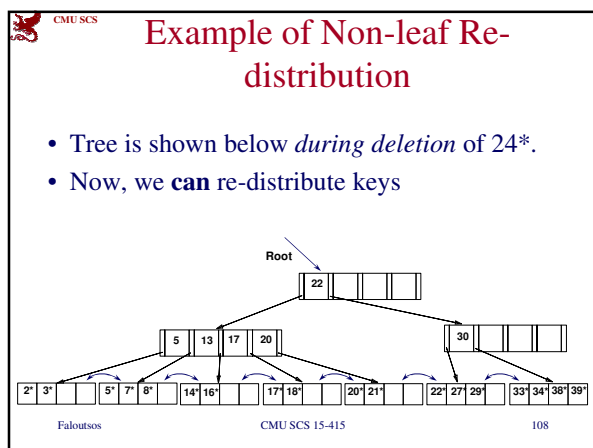 CMU SCS
Example of Non-leaf Re-
distribution
• Tree is shown below during deletion of 24*.
• Now, we can re-distribute keys
Root
22
5 13 17 20
30
2* 3* 5* 7* 8* 14* 16* 17* 18* 20* 21* 22* 27* 29* 33* 34* 38* 39*
Faloutsos CMU SCS 15-415 108